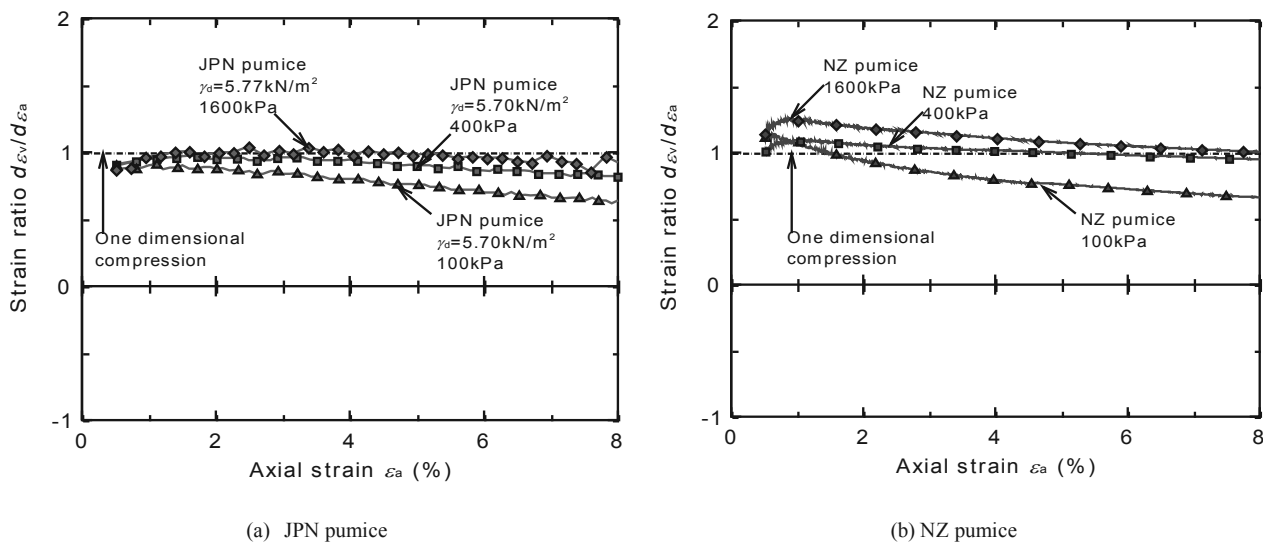 2
1
0
-1
0
2
4
6
8
Strain ratio dεv/dεa
Axial strain εa (%)
JPN pumice
γd=5.77kN/m²
1600kPa
JPN pumice
γd=5.70kN/m²
400kPa
JPN pumice
γd=5.70kN/m²
100kPa
One dimensional
compression
(a) JPN pumice
2
1
0
-1
0
2
4
6
8
Strain ratio dεv/dεa
Axial strain εa (%)
NZ pumice
1600kPa
NZ pumice
400kPa
NZ pumice
100kPa
One dimensional
compression
(b) NZ pumice